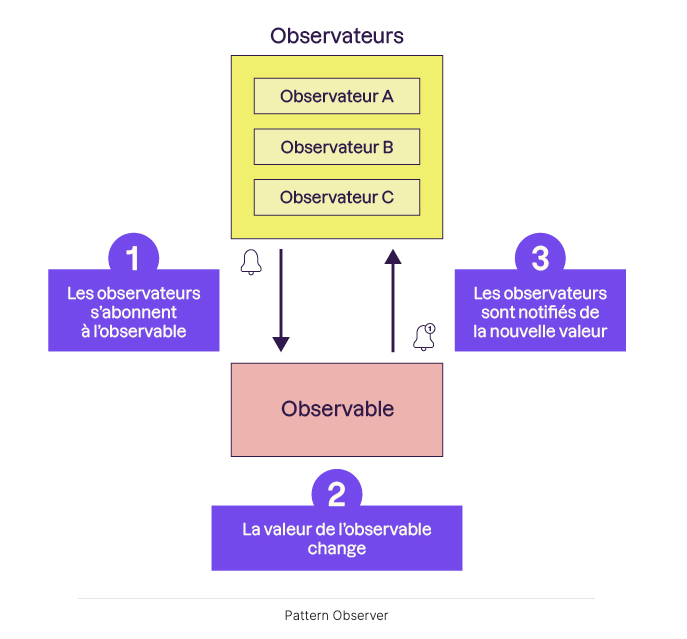 Observateurs
Observateur A
Observateur B
Observateur C
1
Les observateurs
s'abonnent
à l'observable
3
Les observateurs
sont notifiés de
la nouvelle valeur
1
Observable
2
La valeur de l'observable
change
Pattern Observer